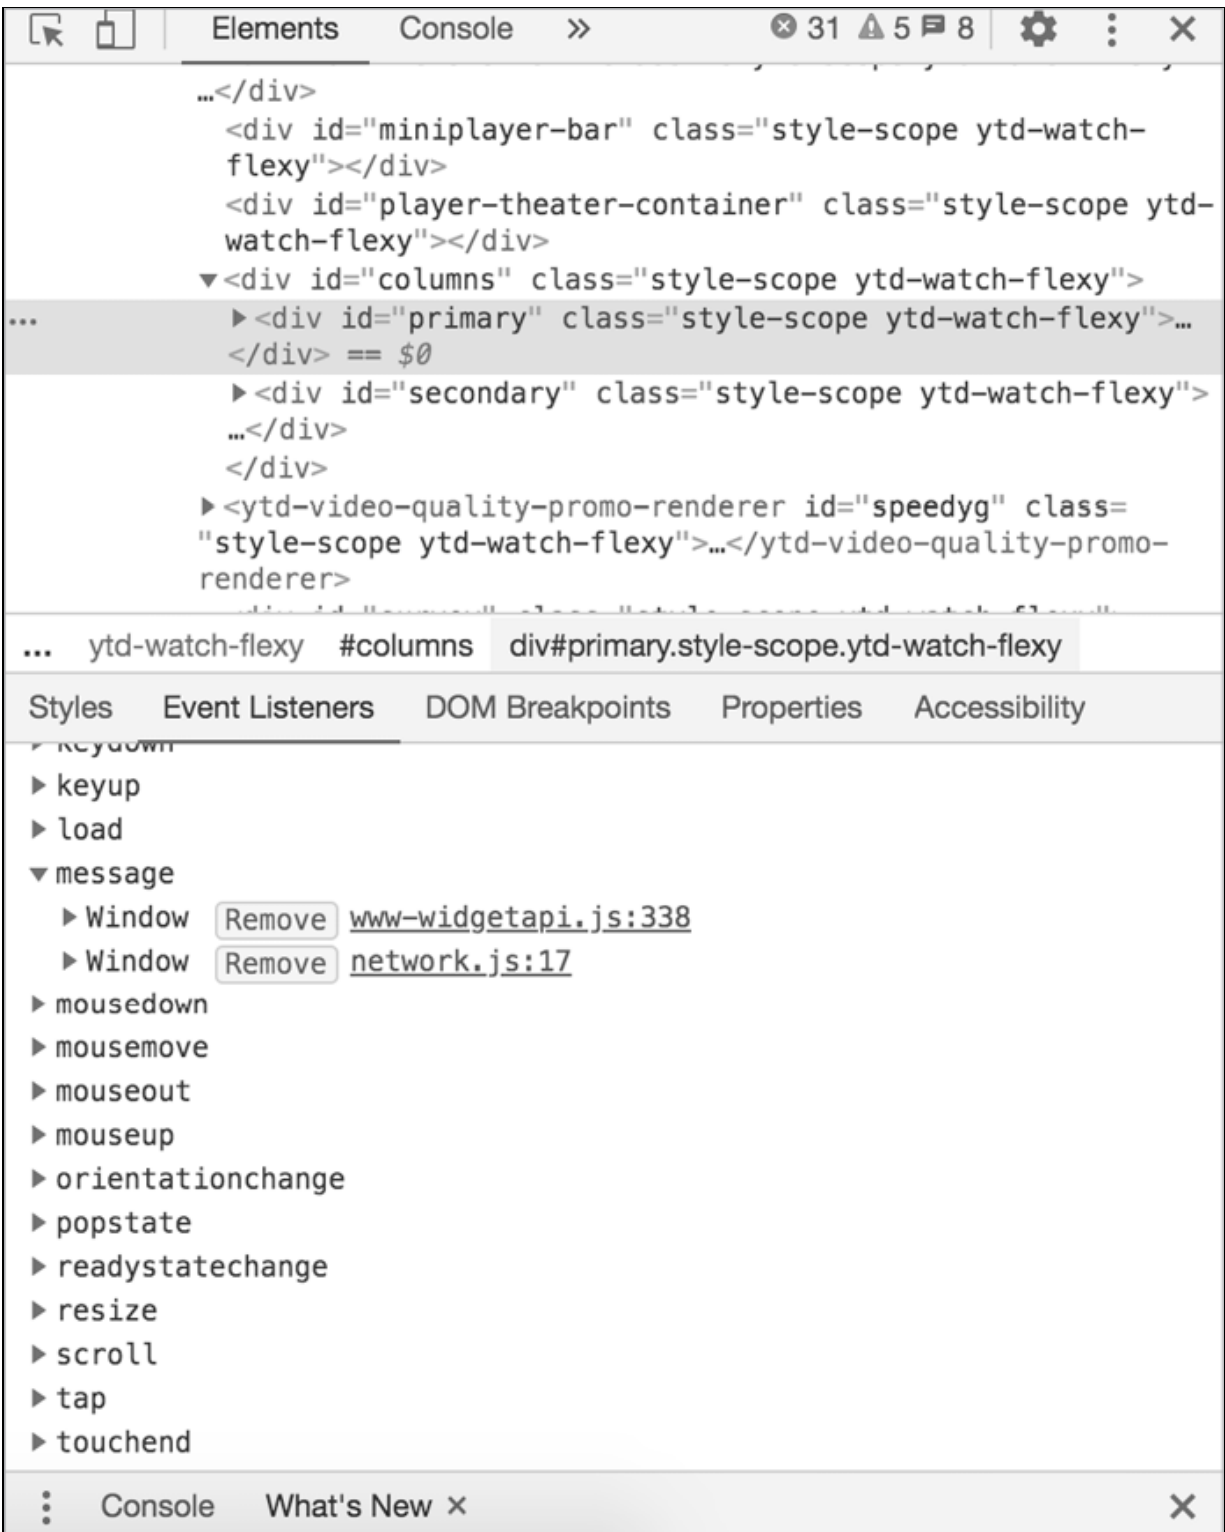 Elements Console » 31 5 8
…</div>
<div id="miniplayer-bar" class="style-scope ytd-watch-
flexy"></div>
<div id="player-theater-container" class="style-scope ytd-
watch-flexy"></div>
▼<div id="columns" class="style-scope ytd-watch-flexy">
… ▶<div id="primary" class="style-scope ytd-watch-flexy">…
</div> == $0
▶<div id="secondary" class="style-scope ytd-watch-flexy">
…</div>
</div>
▶<ytd-video-quality-promo-renderer id="speedyg" class=
"style-scope ytd-watch-flexy">…</ytd-video-quality-promo-
renderer>
… ytd-watch-flexy #columns div#primary.style-scope.ytd-watch-flexy
Styles Event Listeners DOM Breakpoints Properties Accessibility
▶ keydown
▶ keyup
▶ load
▼ message
▶ Window Remove www-widgetapi.js:338
▶ Window Remove network.js:17
▶ mousedown
▶ mousemove
▶ mouseout
▶ mouseup
▶ orientationchange
▶ popstate
▶ readystatechange
▶ resize
▶ scroll
▶ tap
▶ touchend
Console What's New ×